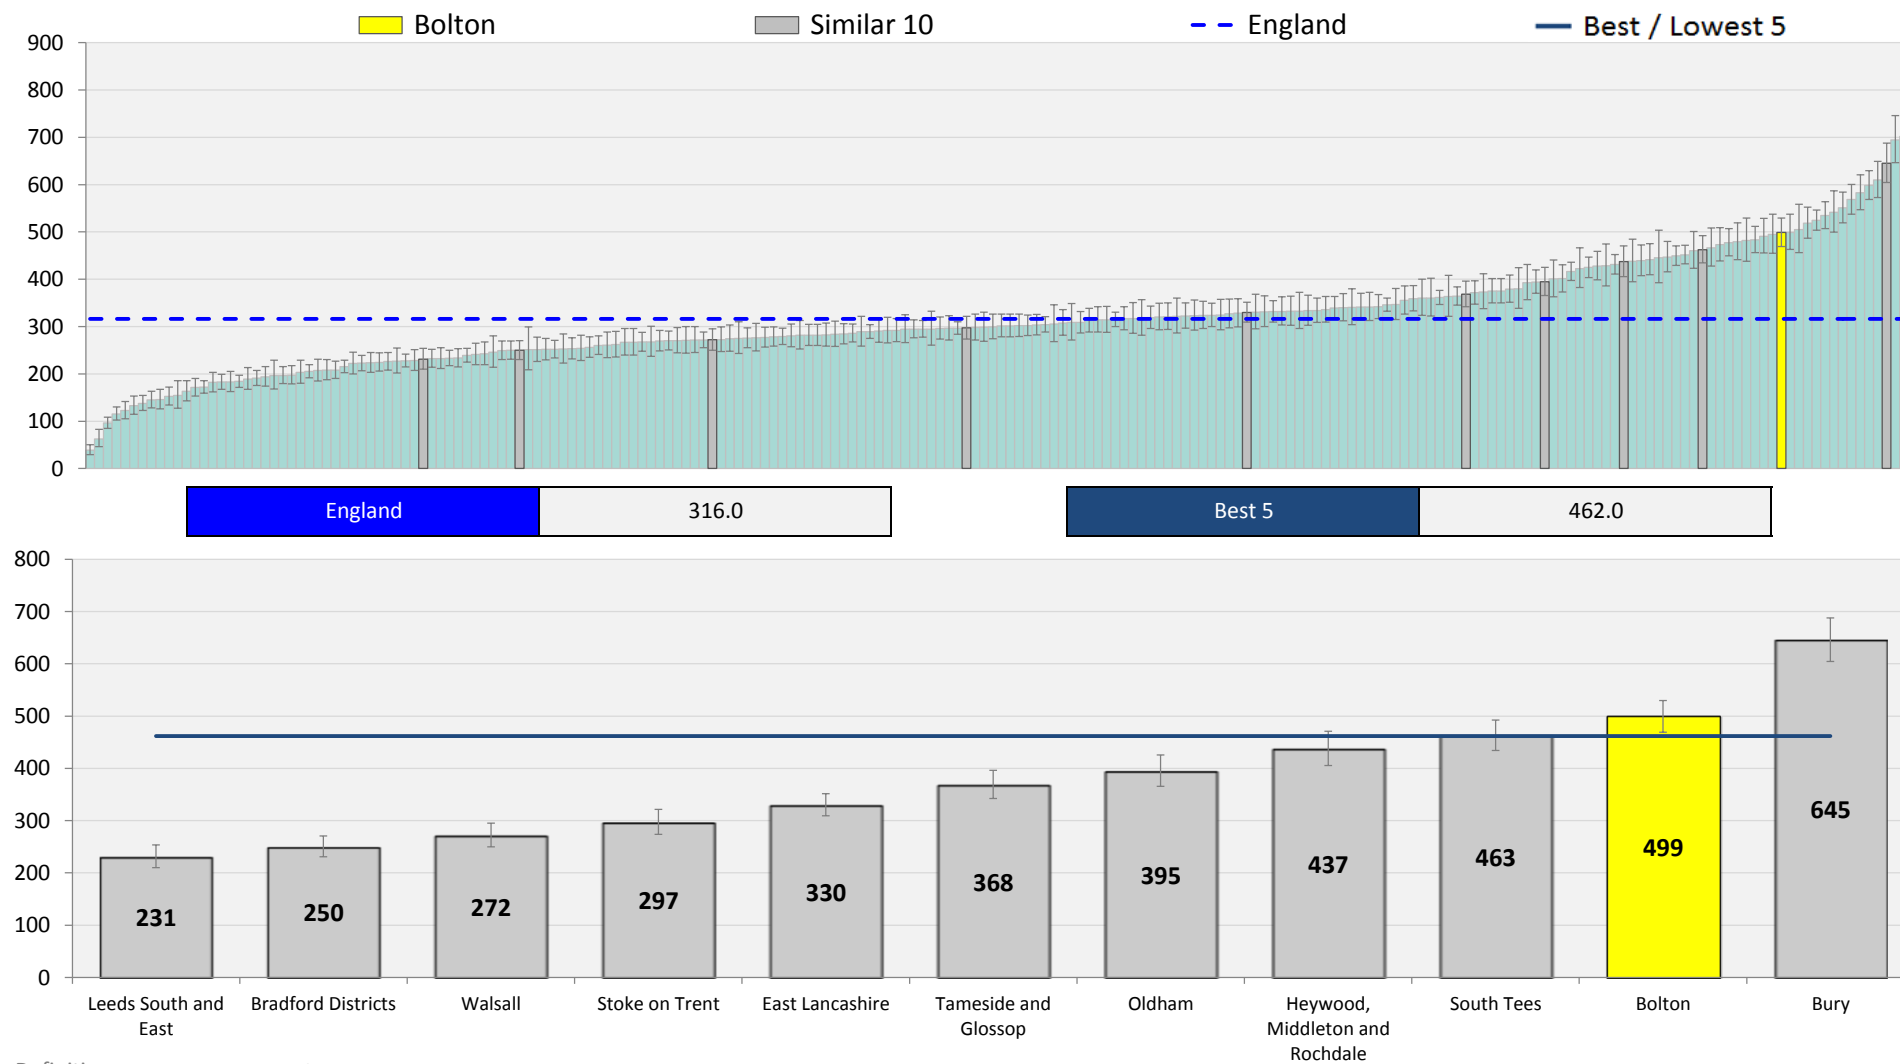 Bolton Similar 10 England Best / Lowest 5
900
800
700
600
500
400
300
200
100
0
England 316.0 Best 5 462.0
800
700
600
500
400
300
200
100
0
231 250 272 297 330 368 395 437 463 499 645
Leeds South and East
Bradford Districts
Walsall
Stoke on Trent
East Lancashire
Tameside and Glossop
Oldham
Heywood, Middleton and Rochdale
South Tees
Bolton
Bury